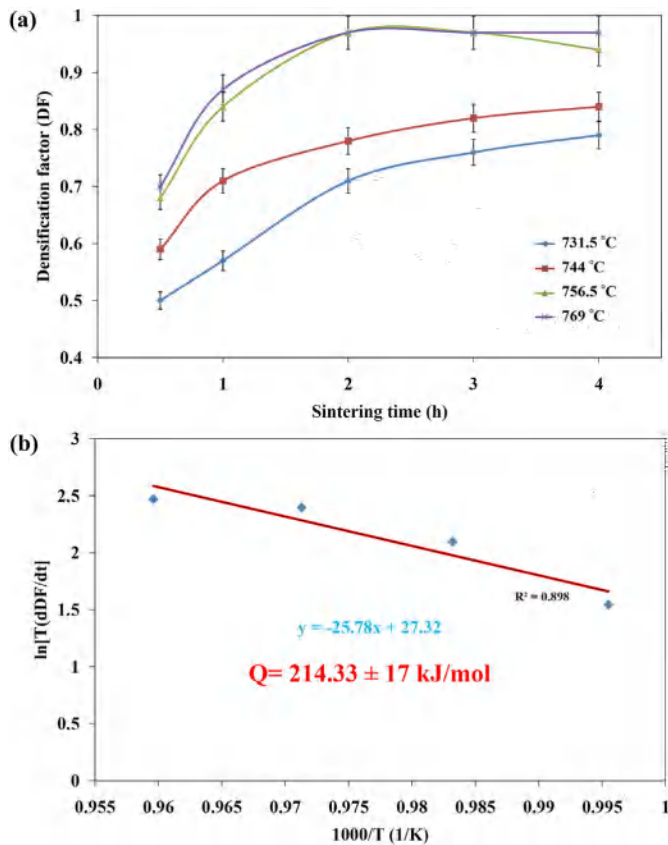 (a)
1
0.9
0.8
0.7
0.6
0.5
0.4
Densification factor (DF)
731.5 °C
744 °C
756.5 °C
769 °C
0 1 2 3 4
Sintering time (h)
(b)
3
2.5
2
1.5
1
0.5
0
ln[T(dDF/dt]
R² = 0.898
y = -25.78x + 27.32
Q= 214.33 ± 17 kJ/mol
0.955 0.96 0.965 0.97 0.975 0.98 0.985 0.99 0.995 1
1000/T (1/K)